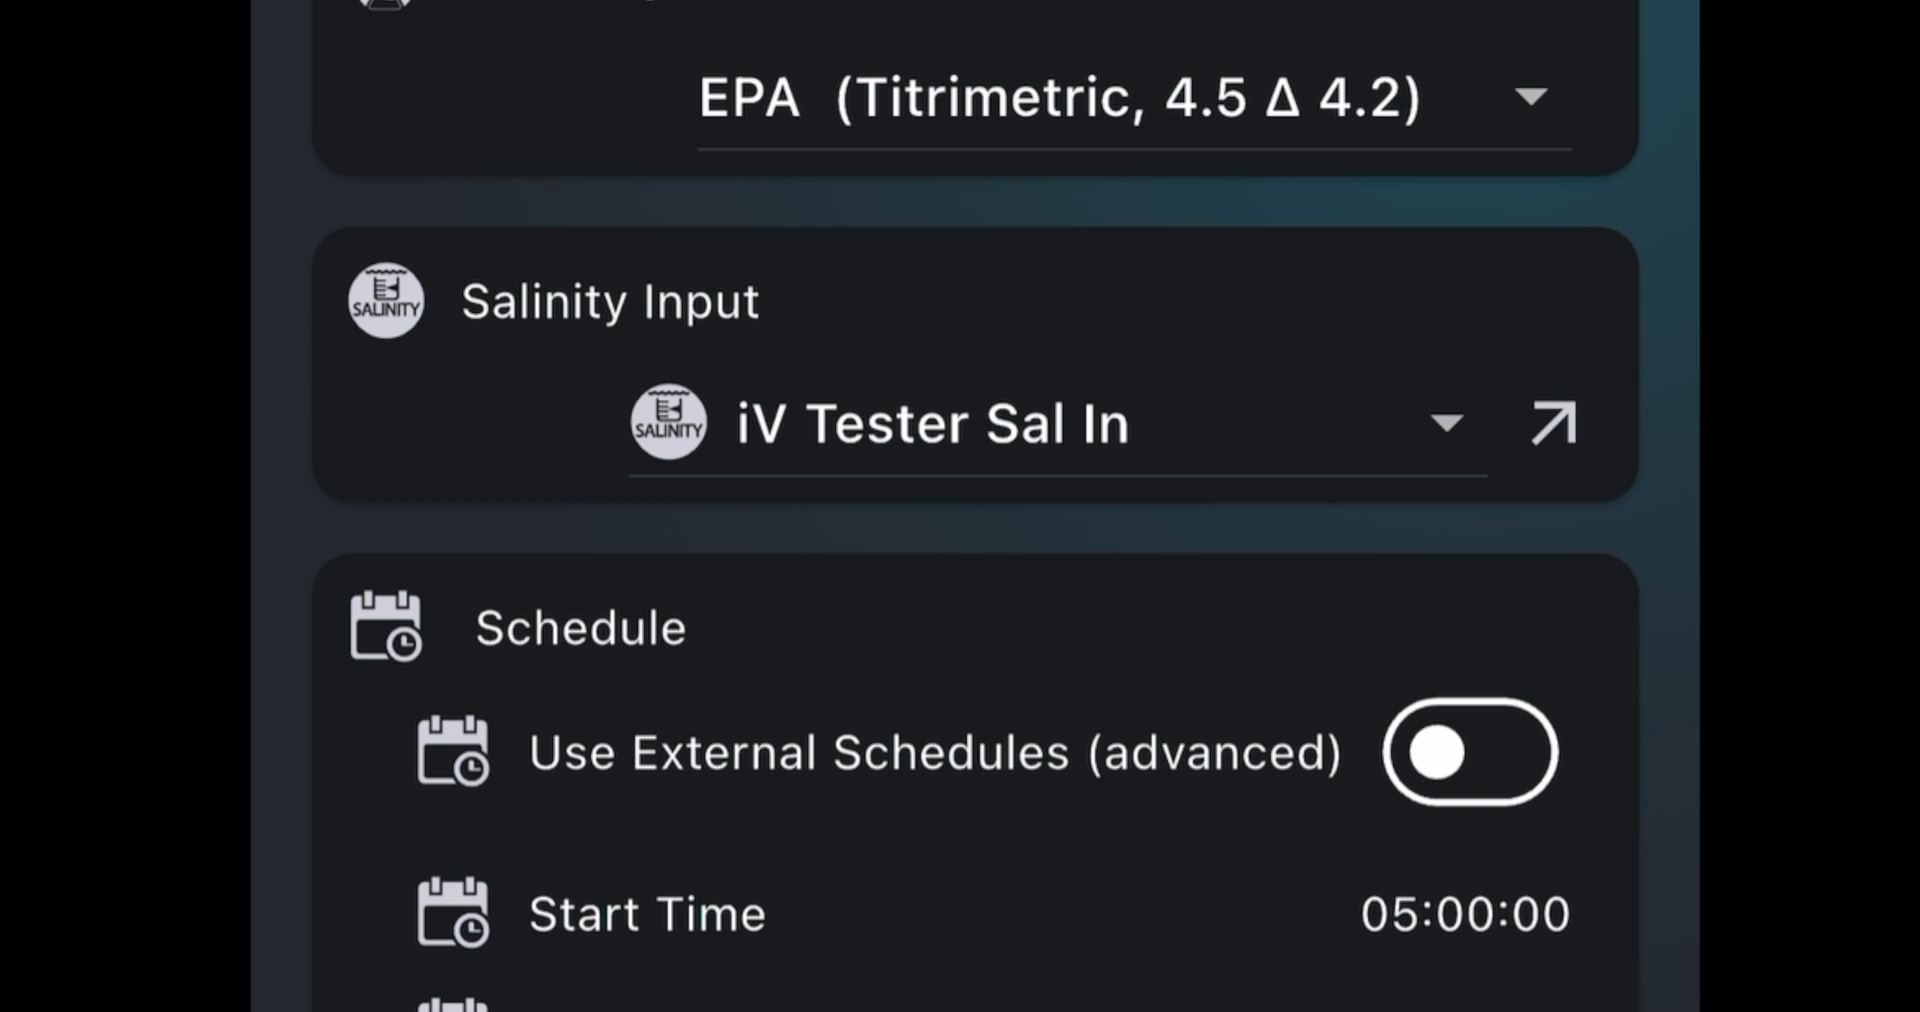 EPA (Titrimetric, 4.5 Δ 4.2)
SALINITY Salinity Input
SALINITY iV Tester Sal In
Schedule
Use External Schedules (advanced)
Start Time 05:00:00